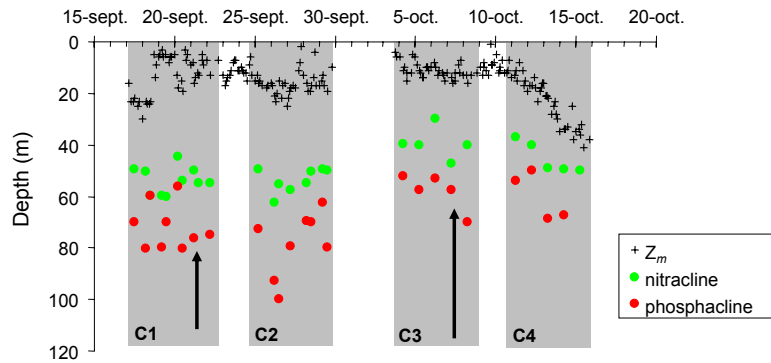 15-sept. 20-sept. 25-sept. 30-sept. 5-oct. 10-oct. 15-oct. 20-oct.
0
20
40
60
80
100
120
Depth (m)
C1 C2 C3 C4
Zm
nitracline
phosphacline